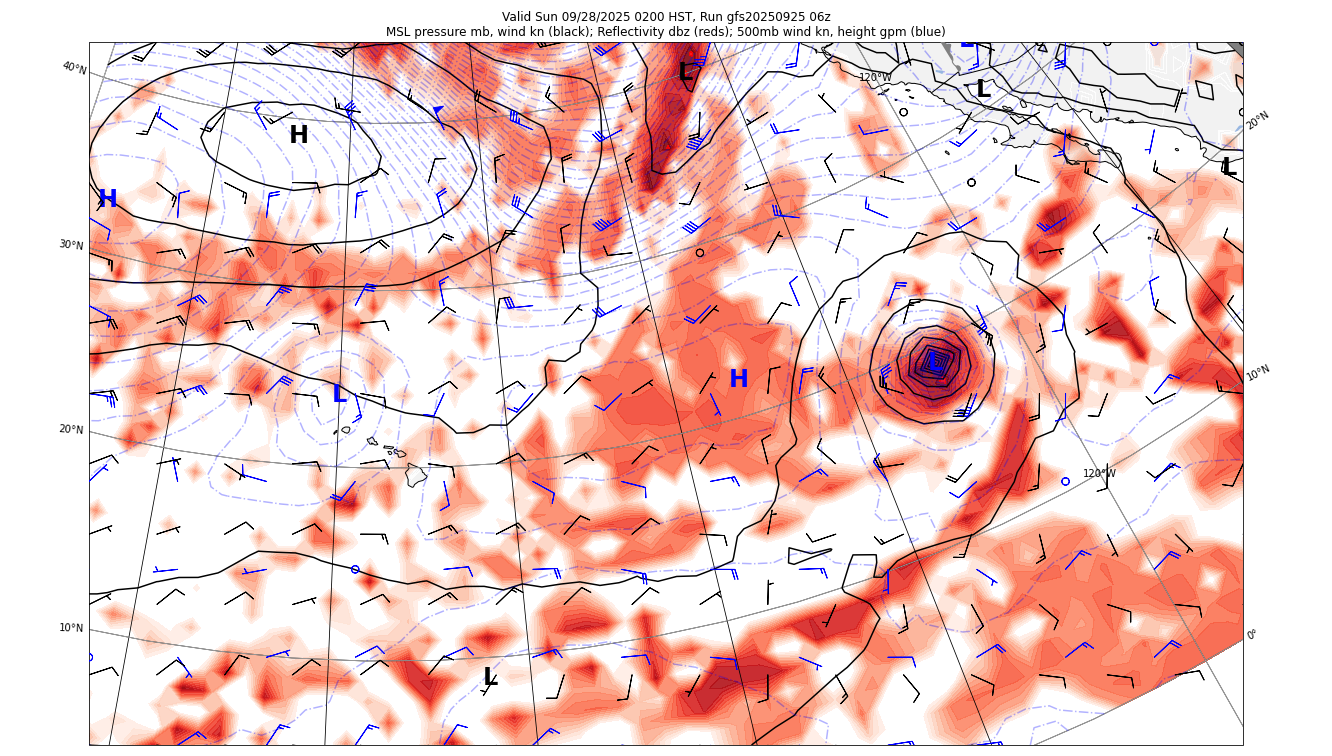 Valid Sun 09/28/2025 0200 HST, Run gfs20250925 06z
MSL pressure mb, wind kn (black); Reflectivity dbz (reds); 500mb wind kn, height gpm (blue)
L
40°N
L
120°W
L
20°N
H
L
H
30°N
L
10°N
H
L
20°N
120°W
10°N
0°
L